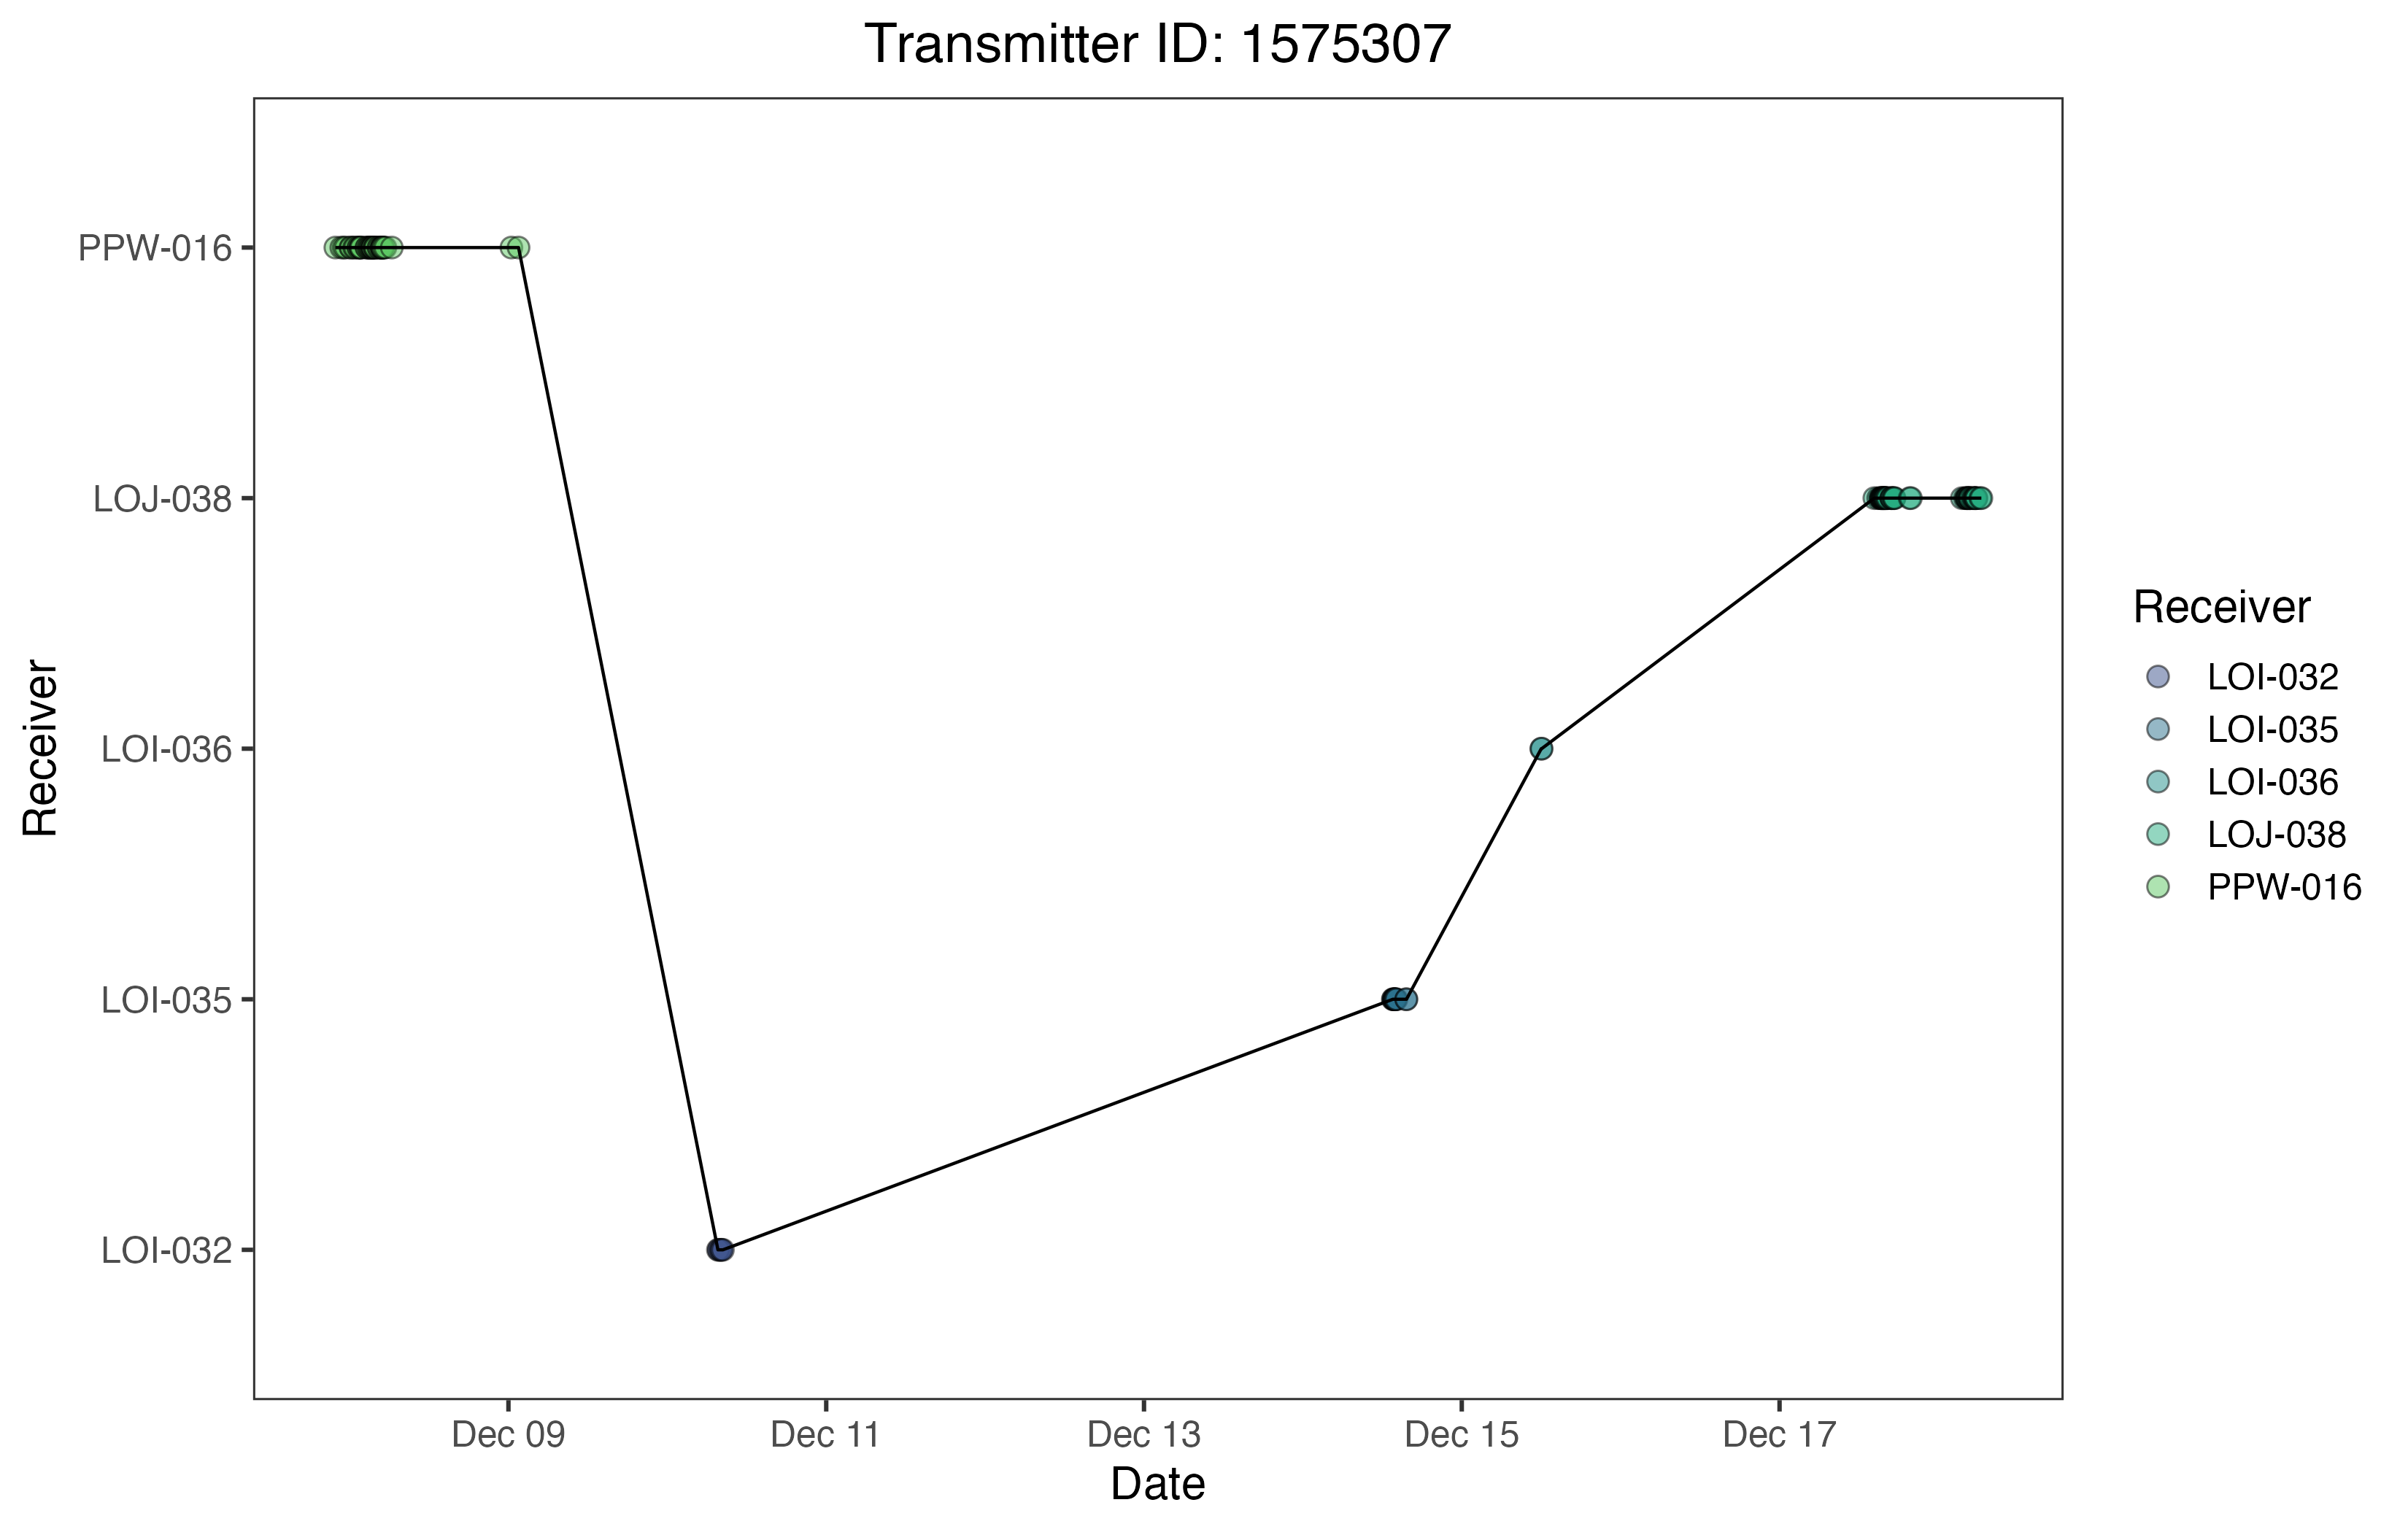 Transmitter ID: 1575307
Receiver
PPW-016
LOJ-038
LOI-036
LOI-035
LOI-032
Dec 09
Dec 11
Dec 13
Dec 15
Dec 17
Date
Receiver
LOI-032
LOI-035
LOI-036
LOJ-038
PPW-016